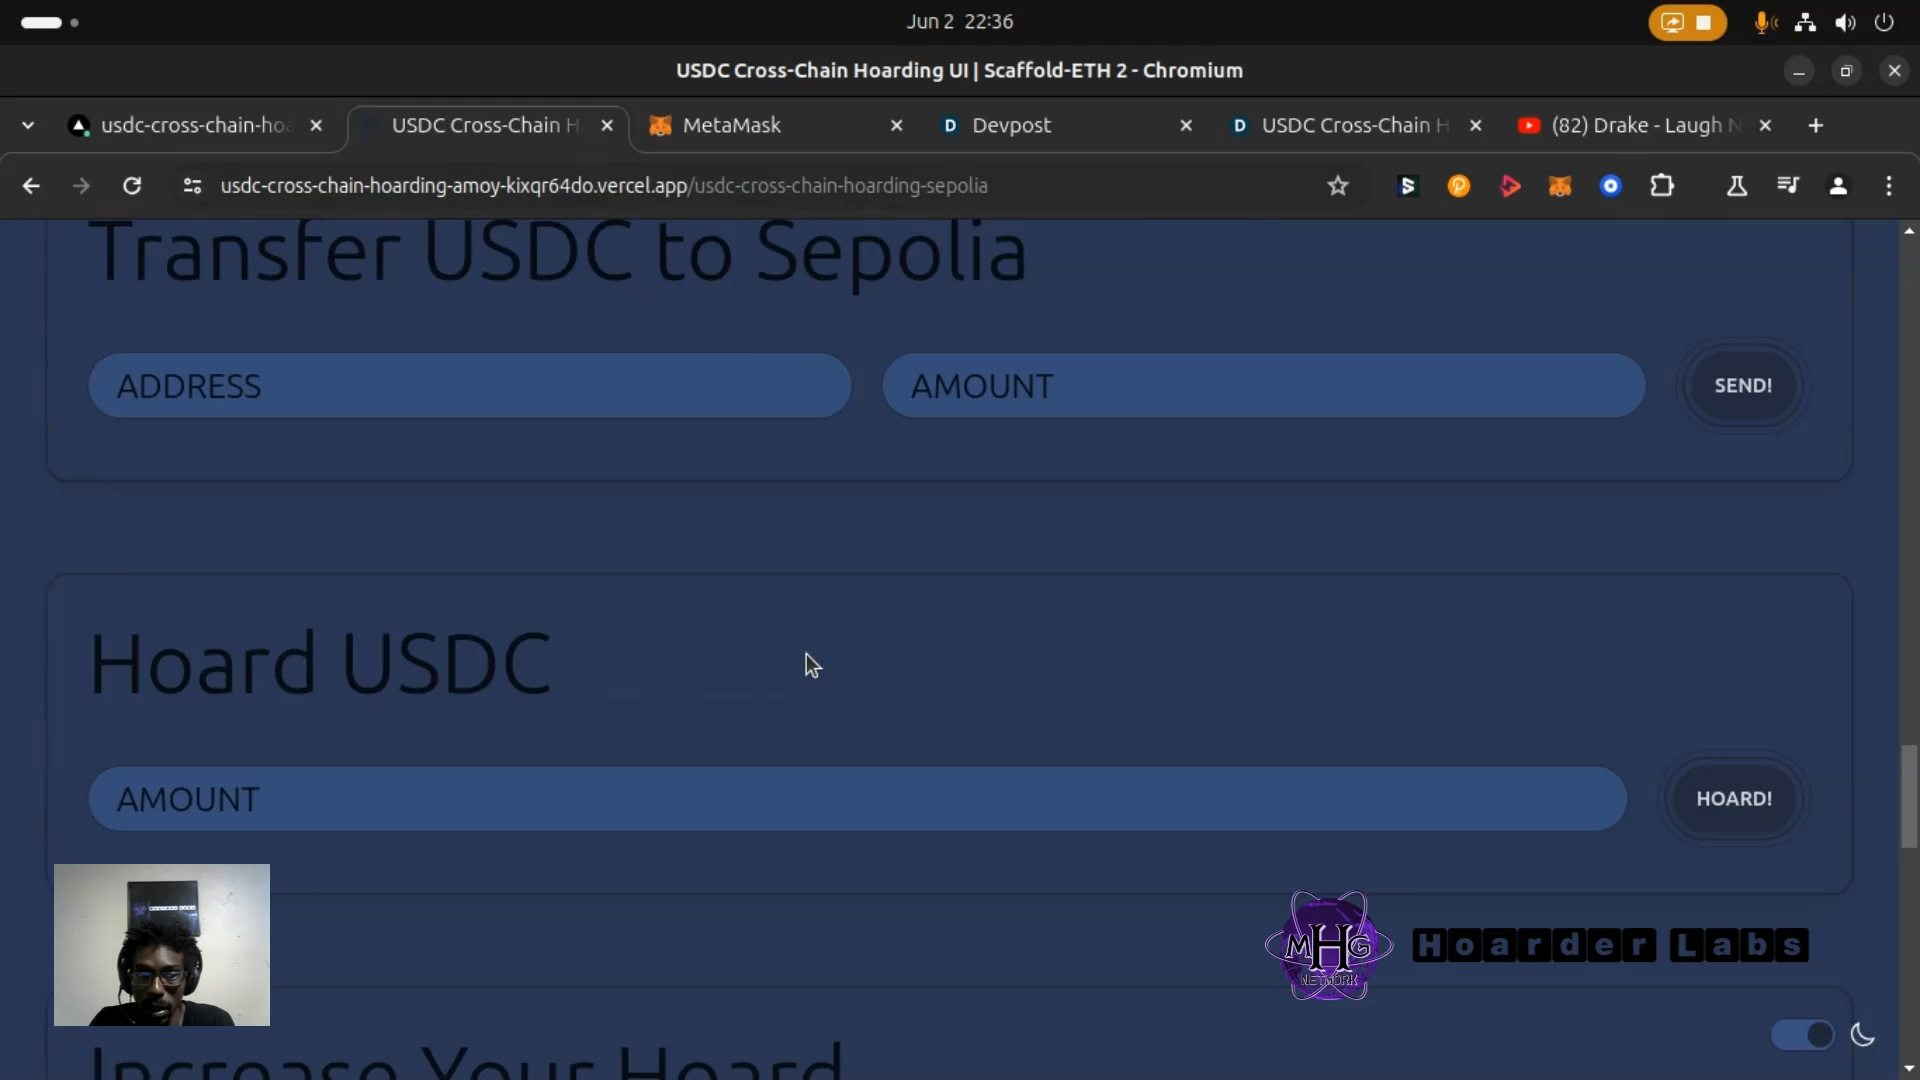 Jun 2 22:36
USDC Cross-Chain Hoarding UI | Scaffold-ETH 2 - Chromium
usdc-cross-chain-hoa
USDC Cross-Chain H
MetaMask
Devpost
USDC Cross-Chain H
(82) Drake - Laugh N
usdc-cross-chain-hoarding-amoy-kixqr64do.vercel.app/usdc-cross-chain-hoarding-sepolia
Transfer USDC to Sepolia
ADDRESS
AMOUNT
SEND!
Hoard USDC
AMOUNT
HOARD!
MHG
NETWORK
Hoarder Labs
Increase Your Hoard